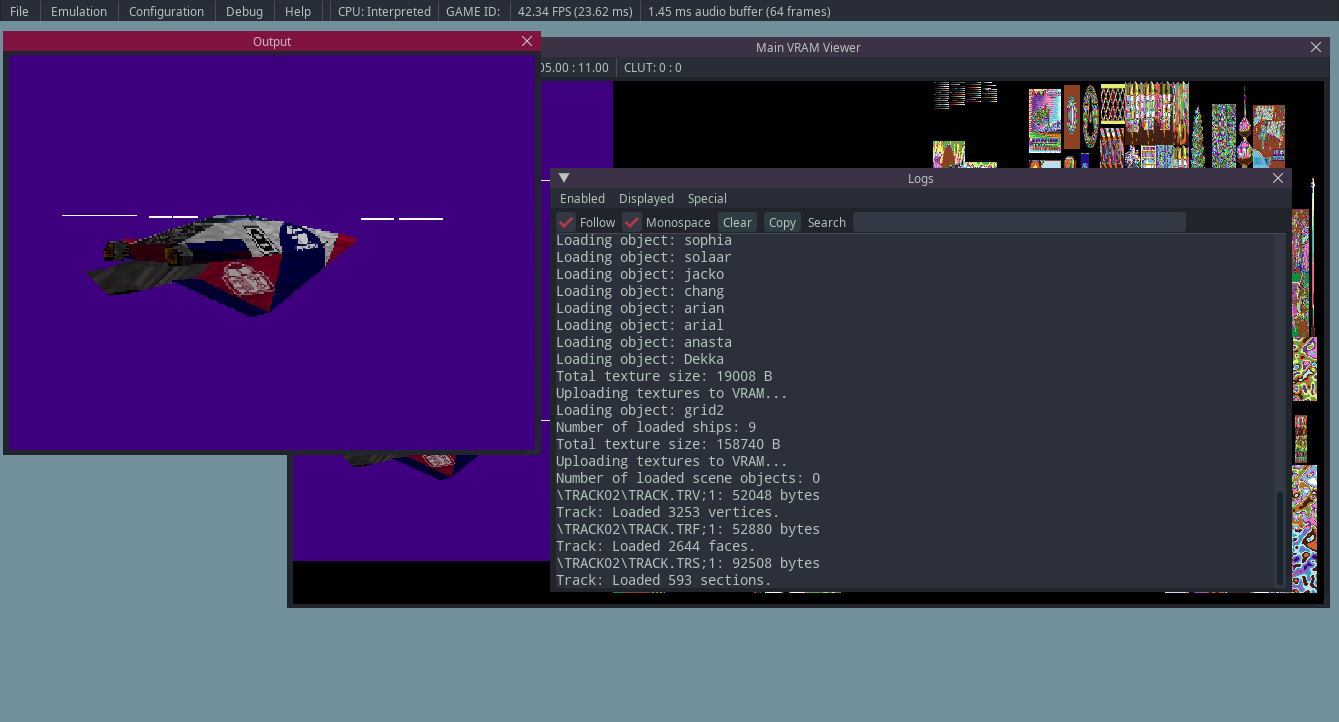 File Emulation Configuration Debug Help CPU: Interpreted GAME ID: 42.34 FPS (23.62 ms) 1.45 ms audio buffer (64 frames)
Output
Main VRAM Viewer
05.00 : 11.00 CLUT: 0 : 0
Logs
Enabled Displayed Special
Follow Monospace Clear Copy Search
Loading object: sophia
Loading object: solaar
Loading object: jacko
Loading object: chang
Loading object: arian
Loading object: arial
Loading object: anasta
Loading object: Dekka
Total texture size: 19008 B
Uploading textures to VRAM...
Loading object: grid2
Number of loaded ships: 9
Total texture size: 158740 B
Uploading textures to VRAM...
Number of loaded scene objects: 0
\TRACK02\TRACK.TRV;1: 52048 bytes
Track: Loaded 3253 vertices.
\TRACK02\TRACK.TRF;1: 52880 bytes
Track: Loaded 2644 faces.
\TRACK02\TRACK.TRS;1: 92508 bytes
Track: Loaded 593 sections.